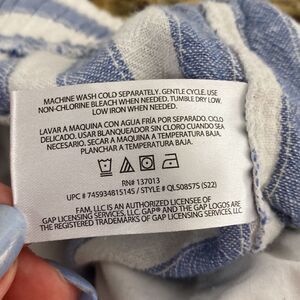 MACHINE WASH COLD SEPARATELY. GENTLE CYCLE. USE
NON-CHLORINE BLEACH WHEN NEEDED, TUMBLE DRY LOW.
LOW IRON WHEN NEEDED.
LAVAR A MAQUINA CON AGUA FRÍA POR SEPARADO. CICLO
DELICADO. USAR BLANQUEADOR SIN CLORO CUANDO SEA
NECESARIO. SECAR A MAQUINA A TEMPERATURA BAJA.
PLANCHAR A TEMPERATURA BAJA.
RN# 137013
UPC # 745934815145 / STYLE # QLS08575 (S22)
FAM, LLC IS AN AUTHORIZED LICENSEE OF
GAP LICENSING SERVICES, LLC. GAP® AND THE GAP LOGOS ARE
THE REGISTERED TRADEMARKS OF GAP LICENSING SERVICES, LLC.